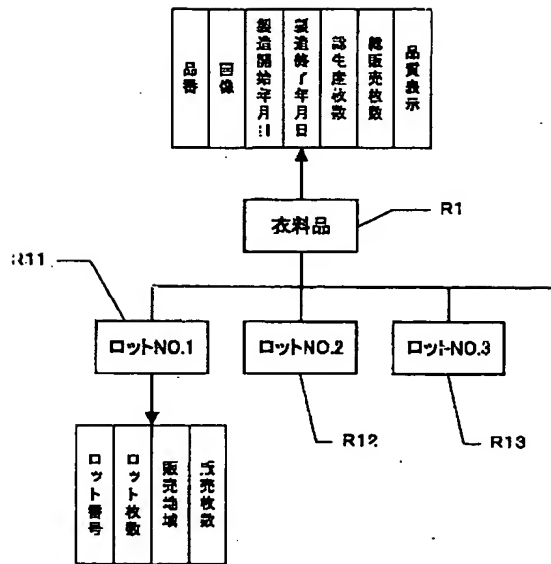 品番
画像
製造開始年月日
製造終了年月日
総生産枚数
総販売枚数
品質表示
衣料品
R1
R11
ロットNO.1
ロットNO.2
ロットNO.3
R12
R13
ロット番号
ロット枚数
販売地域
販売枚数